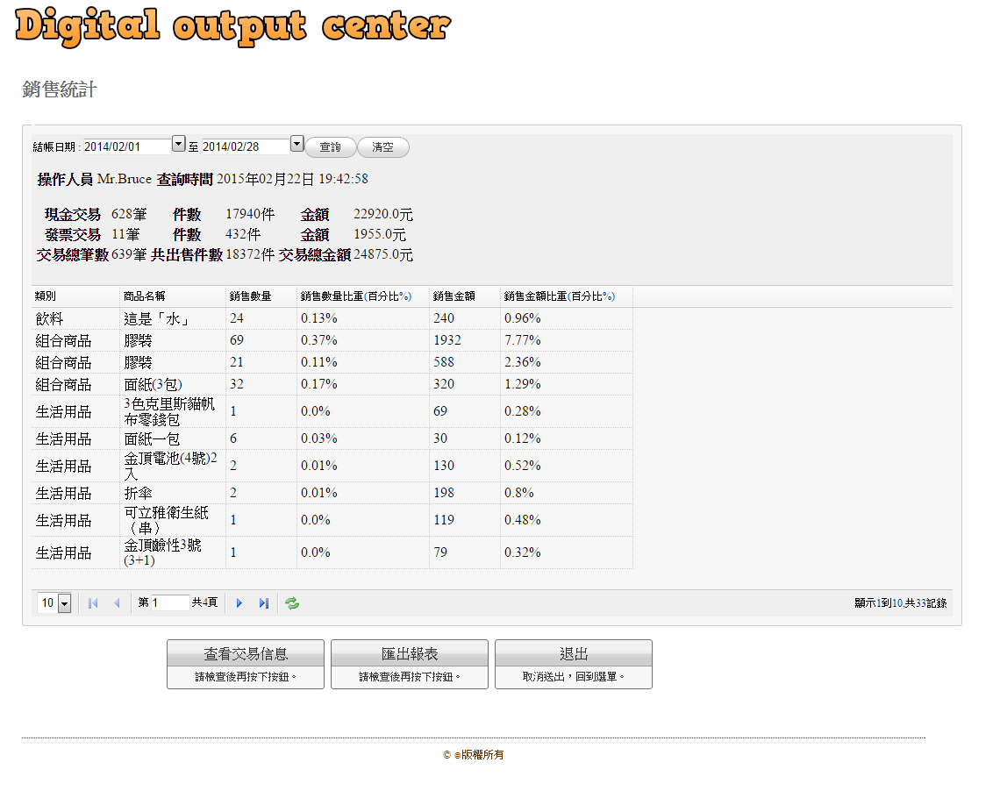 Digital output center
銷售統計
結帳日期 : 2014/02/01 至 2014/02/28 查詢 清空
操作人員 Mr.Bruce 查詢時間 2015年02月22日 19:42:58
現金交易 628筆 件數 17940件 金額 22920.0元
發票交易 11筆 件數 432件 金額 1955.0元
交易總筆數 639筆 共出售件數 18372件 交易總金額 24875.0元
類別 商品名稱 銷售數量 銷售數量比重(百分比%) 銷售金額 銷售金額比重(百分比%)
飲料 這是「水」 24 0.13% 240 0.96%
組合商品 膠裝 69 0.37% 1932 7.77%
組合商品 膠裝 21 0.11% 588 2.36%
組合商品 面紙(3包) 32 0.17% 320 1.29%
生活用品 3色克里斯貓帆
布零錢包 1 0.0% 69 0.28%
生活用品 面紙一包 6 0.03% 30 0.12%
生活用品 金頂電池(4號)2
入 2 0.01% 130 0.52%
生活用品 折傘 2 0.01% 198 0.8%
生活用品 可立雅衛生紙
（串） 1 0.0% 119 0.48%
生活用品 金頂鹼性3號
(3+1) 1 0.0% 79 0.32%
10 第 1 共4頁 顯示1到10,共33記錄
查看交易信息 匯出報表 退出
請檢查後再按下按鈕。 請檢查後再按下按鈕。 取消送出，回到選單。
© @版權所有